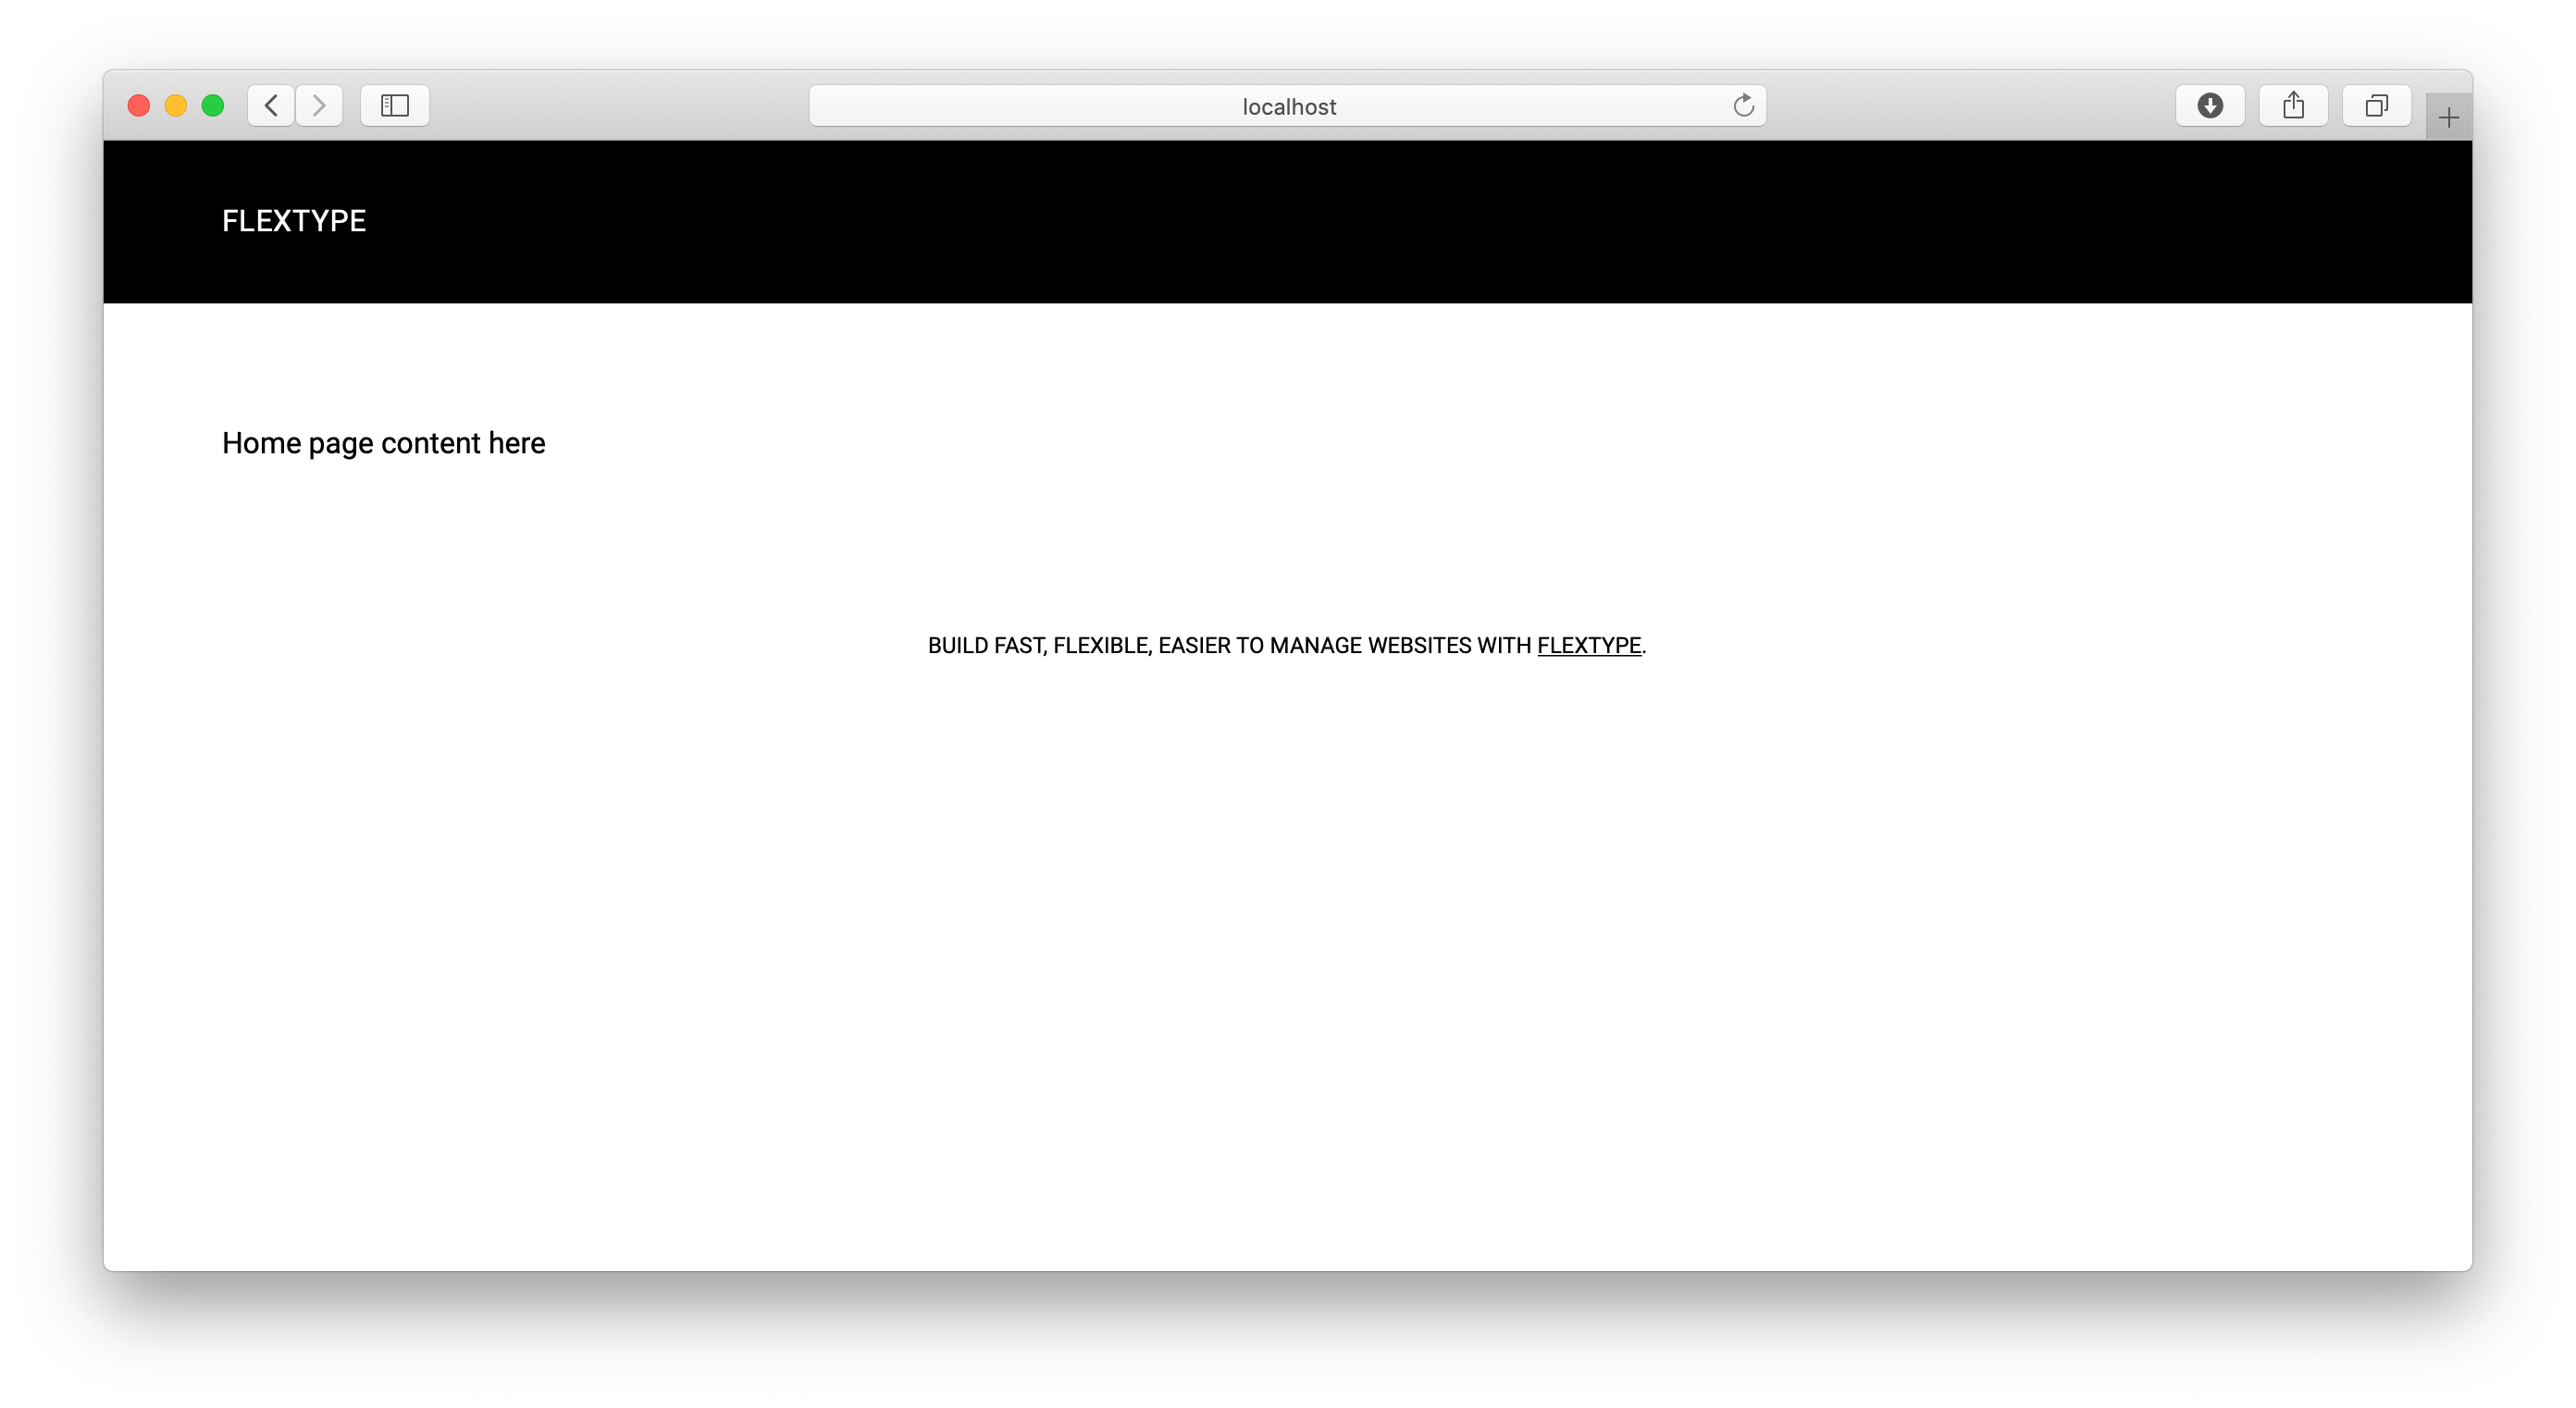 localhost
FLEXTYPE
Home page content here
BUILD FAST, FLEXIBLE, EASIER TO MANAGE WEBSITES WITH FLEXTYPE.